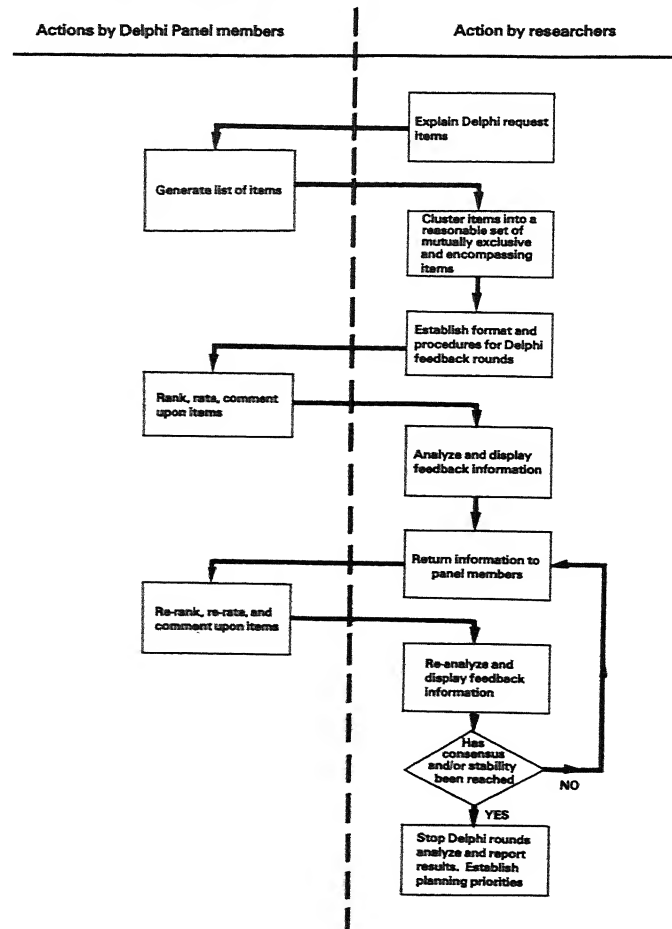 Actions by Delphi Panel members
Action by researchers
Explain Delphi request
items
Generate list of items
Cluster items into a
reasonable set of
mutually exclusive
and encompassing
items
Establish format and
procedures for Delphi
feedback rounds
Rank, rate, comment
upon items
Analyze and display
feedback information
Return information to
panel members
Re-rank, re-rate, and
comment upon items
Re-analyze and
display feedback
information
Has
consensus
and/or stability
been reached
NO
YES
Stop Delphi rounds
analyze and report
results. Establish
planning priorities